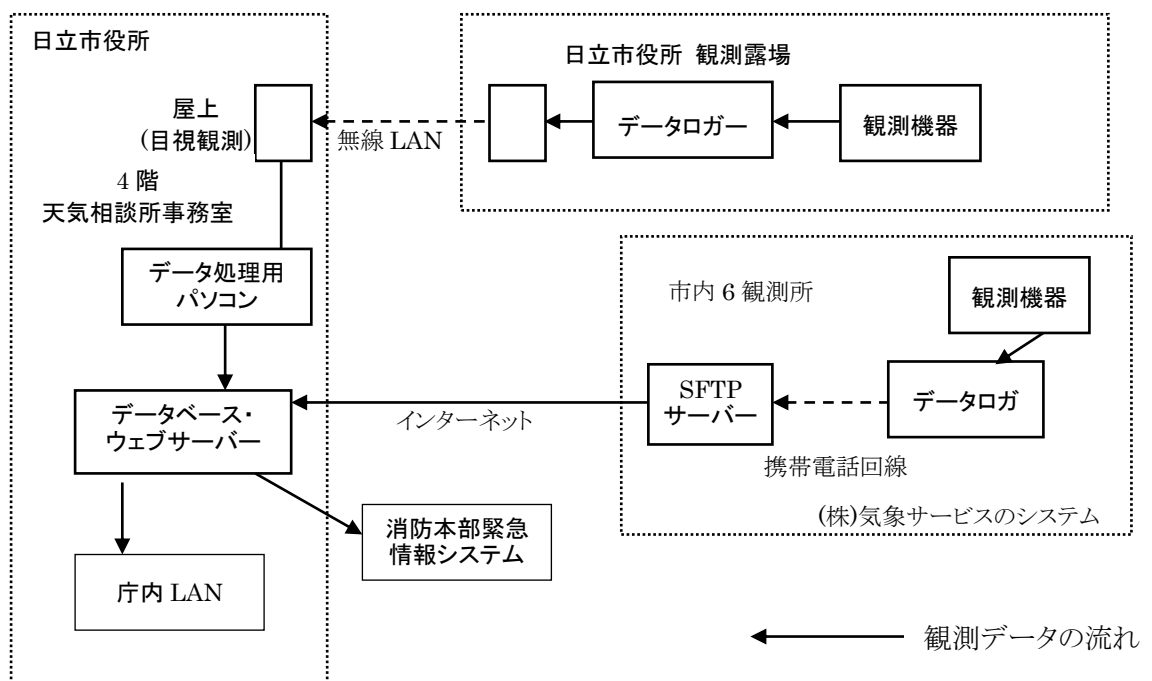 日立市役所
日立市役所 観測露場
屋上
(目視観測)
無線 LAN
データロガー
観測機器
4 階
天気相談所事務室
データ処理用
パソコン
市内 6 観測所
観測機器
SFTP
サーバー
データロガ
データベース・
ウェブサーバー
インターネット
携帯電話回線
(株)気象サービスのシステム
消防本部緊急
情報システム
庁内 LAN
観測データの流れ